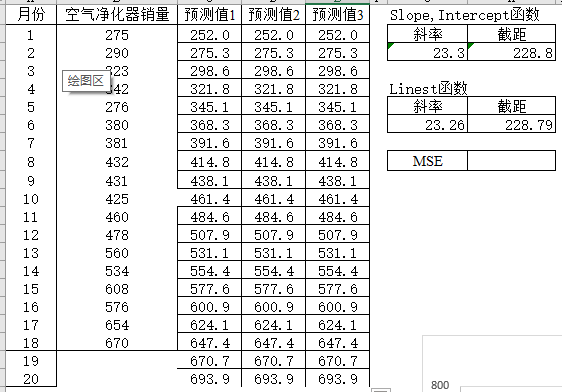 月份 空气净化器销量 预测值1 预测值2 预测值3 Slope,Intercept函数
1 275 252.0 252.0 252.0 斜率 截距
2 290 275.3 275.3 275.3 23.3 228.8
3 323 298.6 298.6 298.6
绘图区
4 342 321.8 321.8 321.8 Linest函数
5 276 345.1 345.1 345.1 斜率 截距
6 380 368.3 368.3 368.3 23.26 228.79
7 381 391.6 391.6 391.6
8 432 414.8 414.8 414.8 MSE
9 431 438.1 438.1 438.1
10 425 461.4 461.4 461.4
11 460 484.6 484.6 484.6
12 478 507.9 507.9 507.9
13 560 531.1 531.1 531.1
14 534 554.4 554.4 554.4
15 608 577.6 577.6 577.6
16 576 600.9 600.9 600.9
17 654 624.1 624.1 624.1
18 670 647.4 647.4 647.4
19 670.7 670.7 670.7
20 693.9 693.9 693.9
800